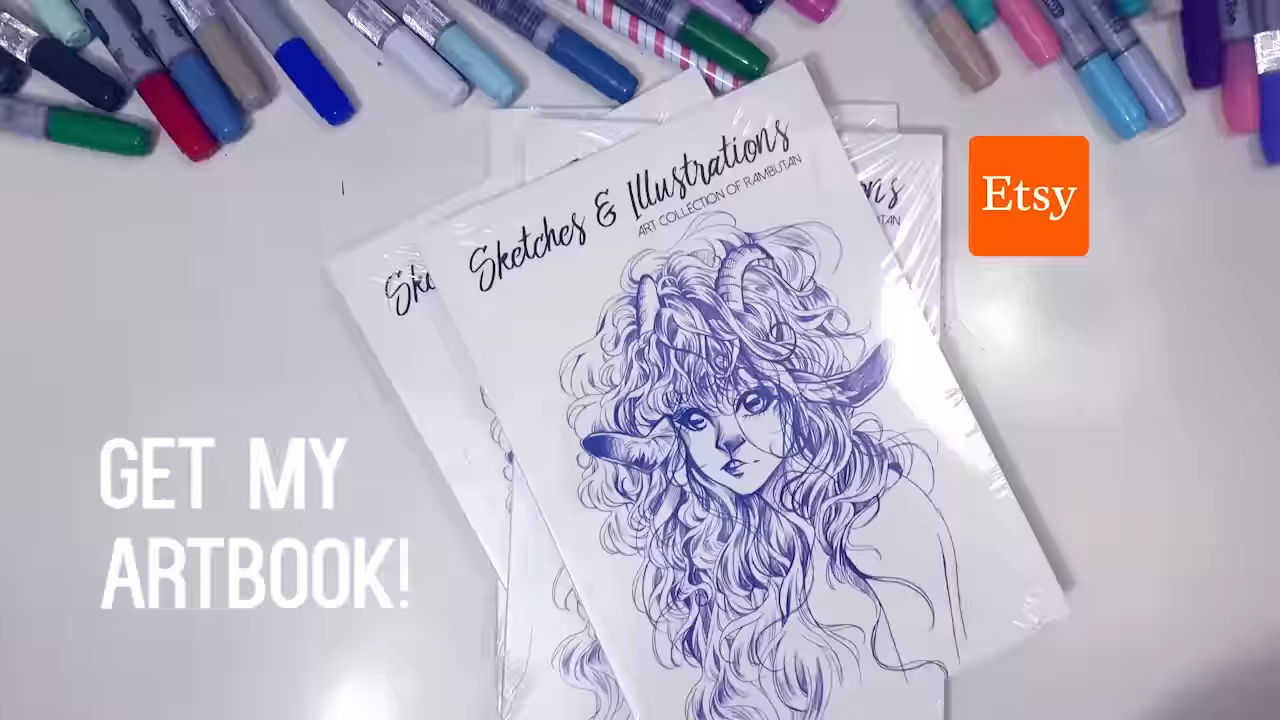 Sketches & Illustrations
ART COLLECTION OF RAMBUTAN
Etsy
GET MY
ARTBOOK!